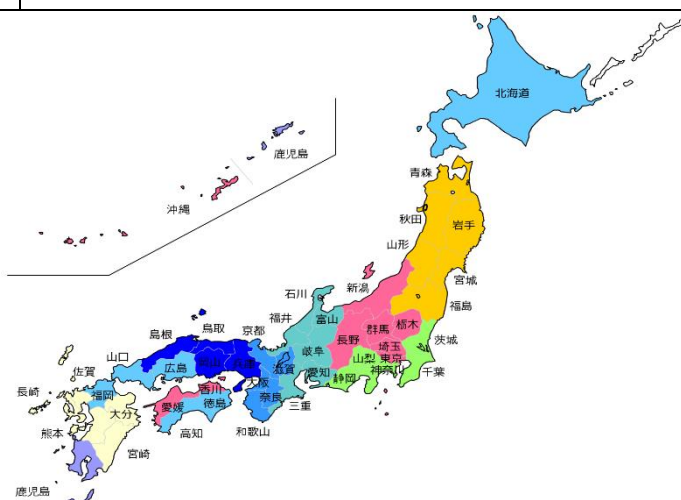 北海道
鹿児島
青森
沖縄
秋田
岩手
山形
宮城
新潟
石川
福島
富山
福井
鳥取
京都
島根
栃木
群馬
茨城
長野
埼玉
山口
岐阜
山梨
東京
広島
岡山
兵庫
滋賀
愛知
神奈川
千葉
佐賀
静岡
大阪
福岡
香川
奈良
長崎
愛媛
徳島
三重
大分
高知
和歌山
熊本
宮崎
鹿児島